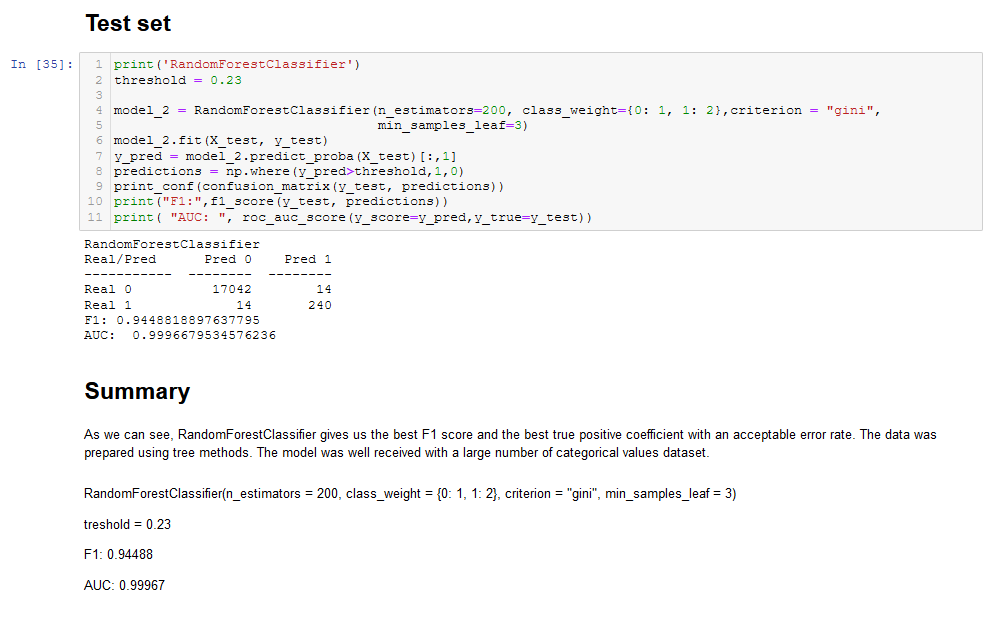 Test set
In [35]:
1 print('RandomForestClassifier')
2 threshold = 0.23
3
4 model_2 = RandomForestClassifier(n_estimators=200, class_weight={0: 1, 1: 2},criterion = "gini",
5 min_samples_leaf=3)
6 model_2.fit(X_test, y_test)
7 y_pred = model_2.predict_proba(X_test)[:,1]
8 predictions = np.where(y_pred>threshold,1,0)
9 print_conf(confusion_matrix(y_test, predictions))
10 print("F1:",f1_score(y_test, predictions))
11 print( "AUC: ", roc_auc_score(y_score=y_pred,y_true=y_test))
RandomForestClassifier
Real/Pred Pred 0 Pred 1
----------- -------- --------
Real 0 17042 14
Real 1 14 240
F1: 0.9448818897637795
AUC:  0.9996679534576236
Summary
As we can see, RandomForestClassifier gives us the best F1 score and the best true positive coefficient with an acceptable error rate. The data was
prepared using tree methods. The model was well received with a large number of categorical values dataset.
RandomForestClassifier(n_estimators = 200, class_weight = {0: 1, 1: 2}, criterion = "gini", min_samples_leaf = 3)
treshold = 0.23
F1: 0.94488
AUC: 0.99967